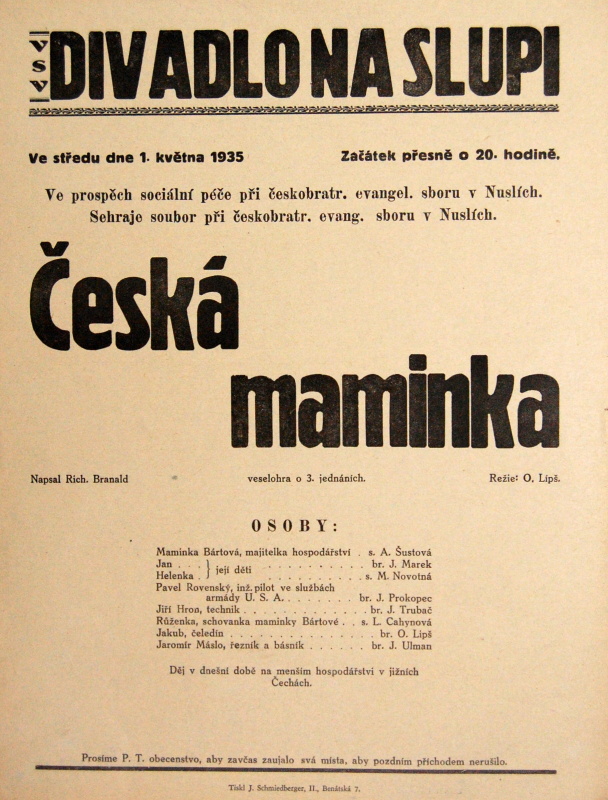 VSV DIVADLO NA SLUPI
Ve středu dne 1. května 1935 Začátek přesně o 20. hodině.
Ve prospěch sociální péče při českobratr. evangel. sboru v Nuslích.
Sehraje soubor při českobratr. evang. sboru v Nuslích.
Česká
maminka
Napsal Rich. Branald veselohra o 3. jednáních. Režie: O. Lipš.
OSOBY:
Maminka Bártová, majitelka hospodářství . s. A. Šustová
Jan . . . } její děti . . . . . . . . . . br. J. Marek
Helenka . } . . . . . . . . . s. M. Novotná
Pavel Rovenský, inž. pilot ve službách
armády U. S. A. . . . . . . . br. J. Prokopec
Jiří Hron, technik . . . . . . . . . . . . br. J. Trubač
Růženka, schovanka maminky Bártové . . s. L. Cahynová
Jakub, čeledín . . . . . . . . . . . . . . br. O. Lipš
Jaromír Máslo, řezník a básník . . . . . . br. J. Ulman
Děj v dnešní době na menším hospodářství v jižních
Čechách.
Prosíme P. T. obecenstvo, aby zavčas zaujalo svá místa, aby pozdním příchodem nerušilo.
Tiskl J. Schmiedberger, II., Benátská 7.